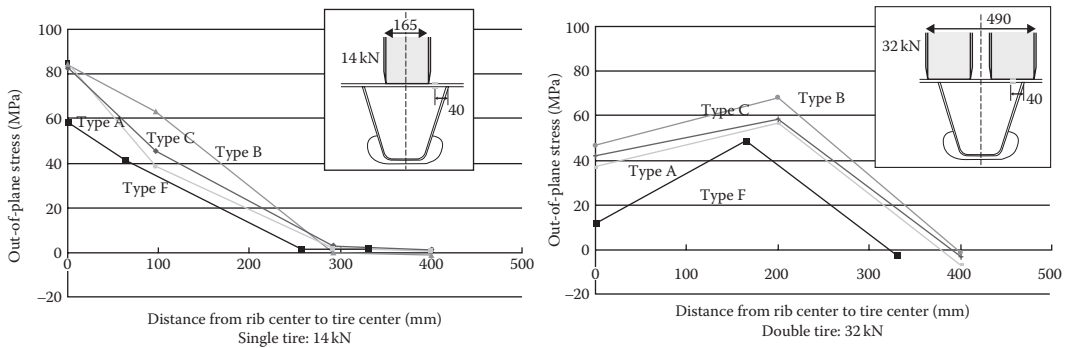 100
80
60
40
20
0
–20
Out-of-plane stress (MPa)
0
100
200
300
400
500
Type A
Type C
Type B
Type F
165
14 kN
40
Distance from rib center to tire center (mm)
Single tire: 14 kN
100
80
60
40
20
0
–20
Out-of-plane stress (MPa)
0
100
200
300
400
500
Type C
Type B
Type A
Type F
490
32 kN
40
Distance from rib center to tire center (mm)
Double tire: 32 kN